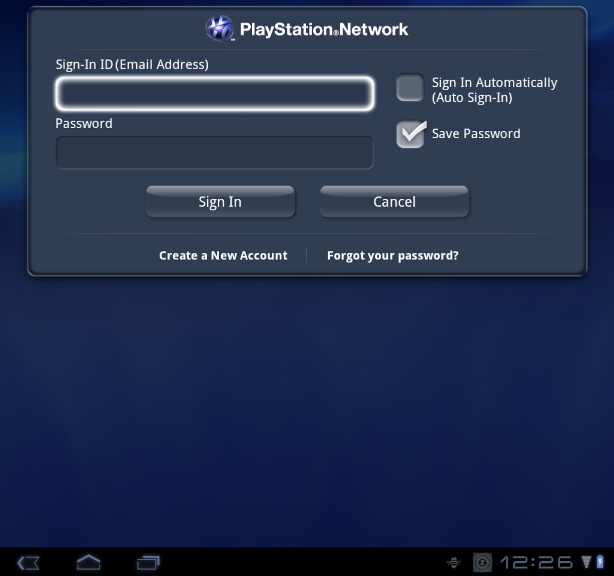 PlayStation®Network
Sign-In ID (Email Address)
Sign In Automatically
(Auto Sign-In)
Password
Save Password
Sign In
Cancel
Create a New Account
Forgot your password?
12:26